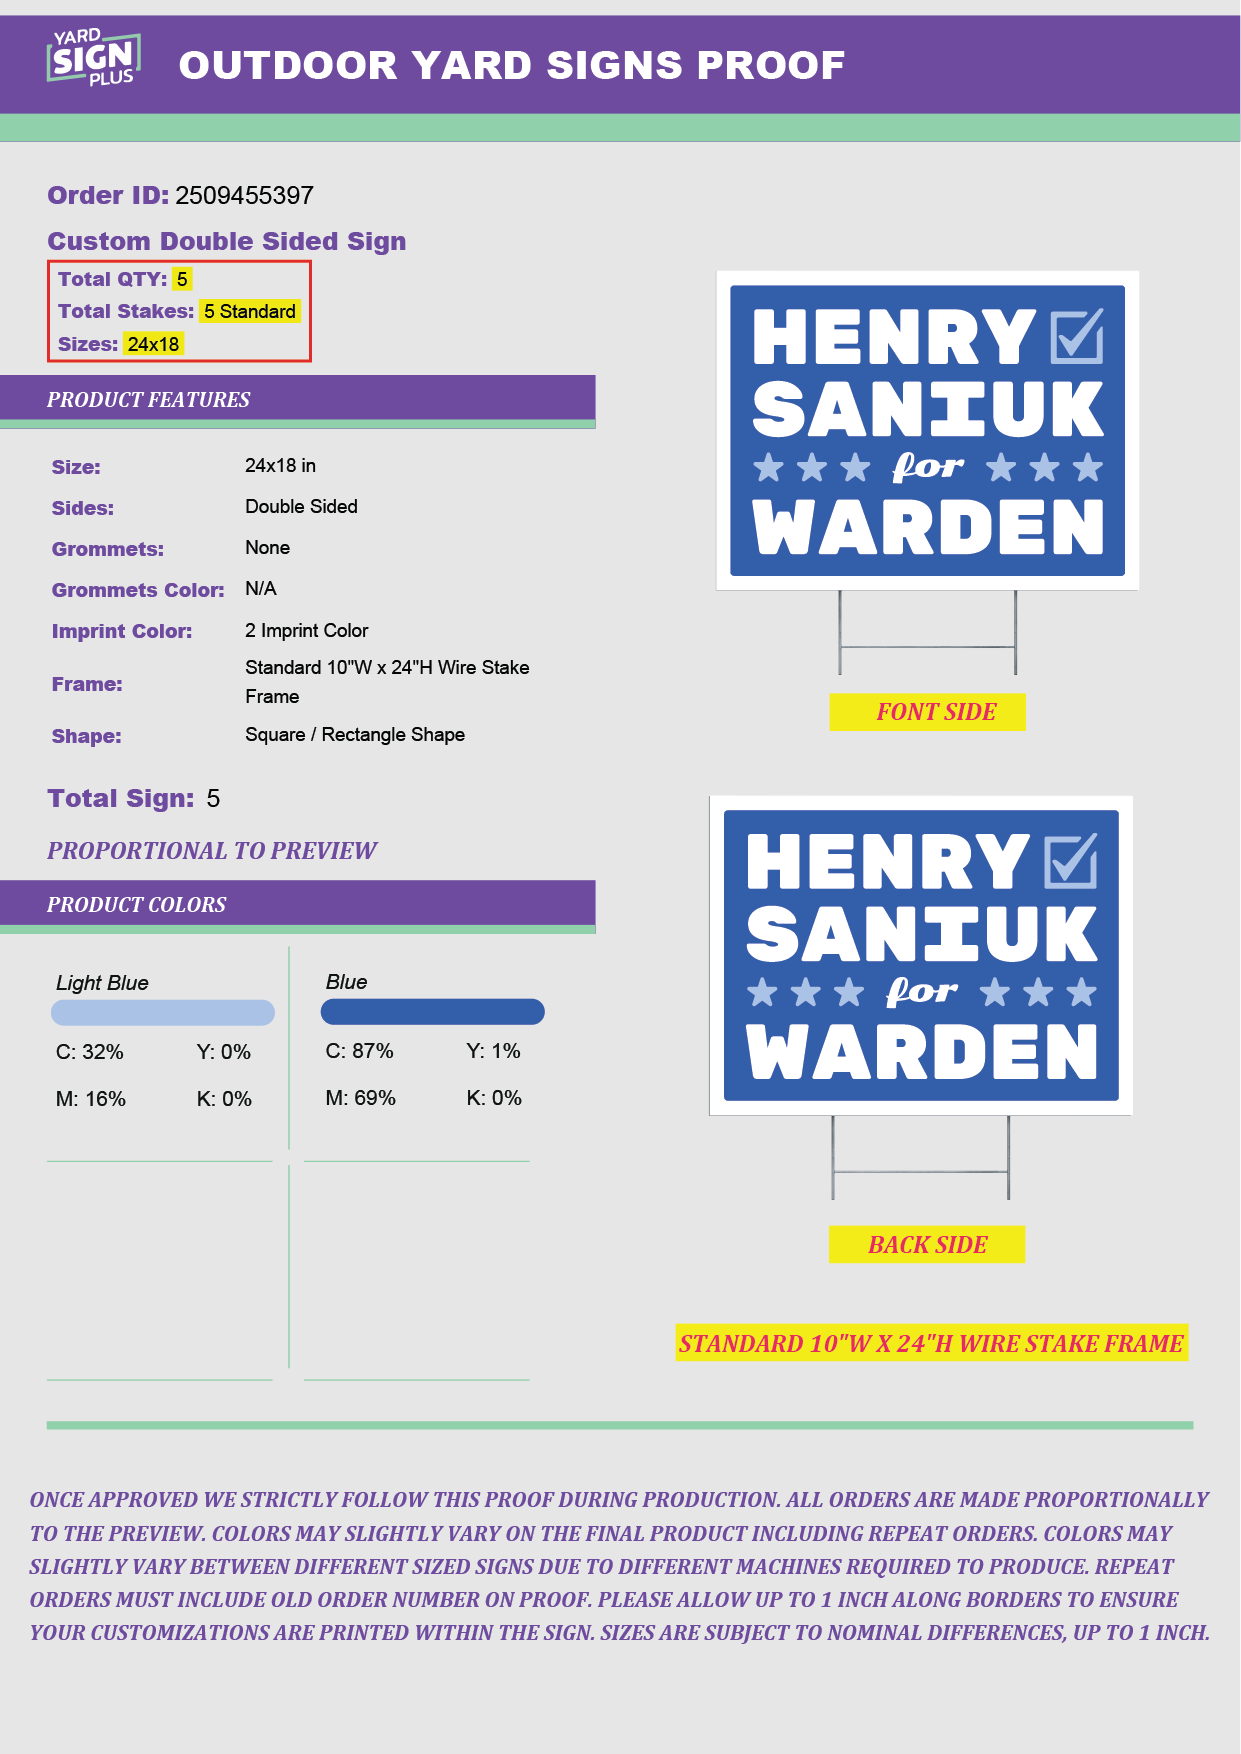 YARD
SIGN
PLUS
OUTDOOR YARD SIGNS PROOF
Order ID: 2509455397
Custom Double Sided Sign
Total QTY: 5
Total Stakes: 5 Standard
Sizes: 24x18
PRODUCT FEATURES
Size: 24x18 in
Sides: Double Sided
Grommets: None
Grommets Color: N/A
Imprint Color: 2 Imprint Color
Frame: Standard 10"W x 24"H Wire Stake
Frame
Shape: Square / Rectangle Shape
Total Sign: 5
PROPORTIONAL TO PREVIEW
PRODUCT COLORS
Light Blue
C: 32% Y: 0%
M: 16% K: 0%
Blue
C: 87% Y: 1%
M: 69% K: 0%
HENRY
SANIUK
for
WARDEN
FONT SIDE
HENRY
SANIUK
for
WARDEN
BACK SIDE
STANDARD 10"W X 24"H WIRE STAKE FRAME
ONCE APPROVED WE STRICTLY FOLLOW THIS PROOF DURING PRODUCTION. ALL ORDERS ARE MADE PROPORTIONALLY
TO THE PREVIEW. COLORS MAY SLIGHTLY VARY ON THE FINAL PRODUCT INCLUDING REPEAT ORDERS. COLORS MAY
SLIGHTLY VARY BETWEEN DIFFERENT SIZED SIGNS DUE TO DIFFERENT MACHINES REQUIRED TO PRODUCE. REPEAT
ORDERS MUST INCLUDE OLD ORDER NUMBER ON PROOF. PLEASE ALLOW UP TO 1 INCH ALONG BORDERS TO ENSURE
YOUR CUSTOMIZATIONS ARE PRINTED WITHIN THE SIGN. SIZES ARE SUBJECT TO NOMINAL DIFFERENCES, UP TO 1 INCH.